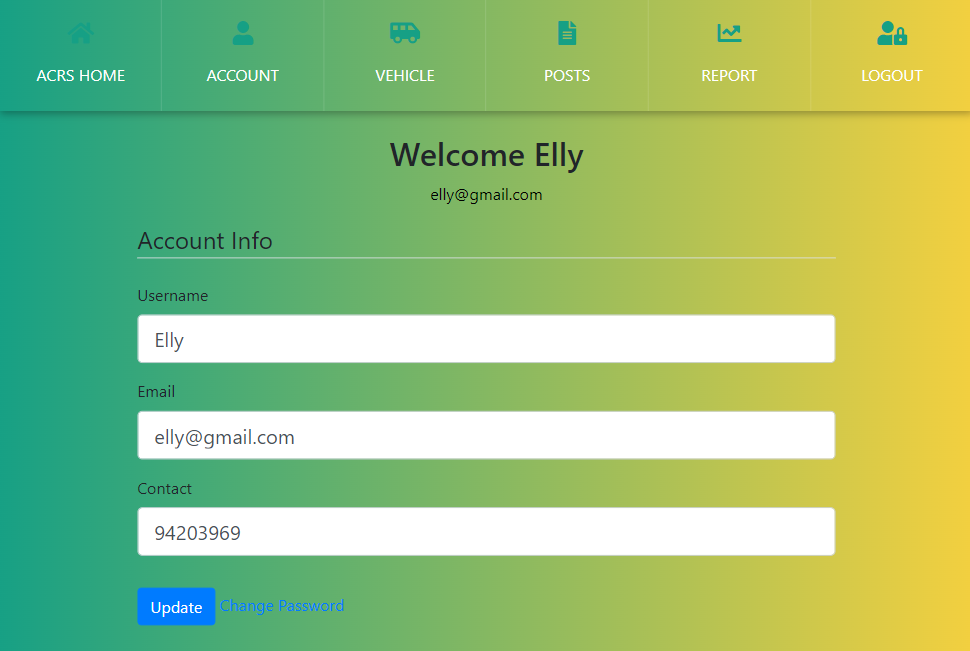 ACRS HOME ACCOUNT VEHICLE POSTS REPORT LOGOUT
Welcome Elly
elly@gmail.com
Account Info
Username
Elly
Email
elly@gmail.com
Contact
94203969
Update Change Password